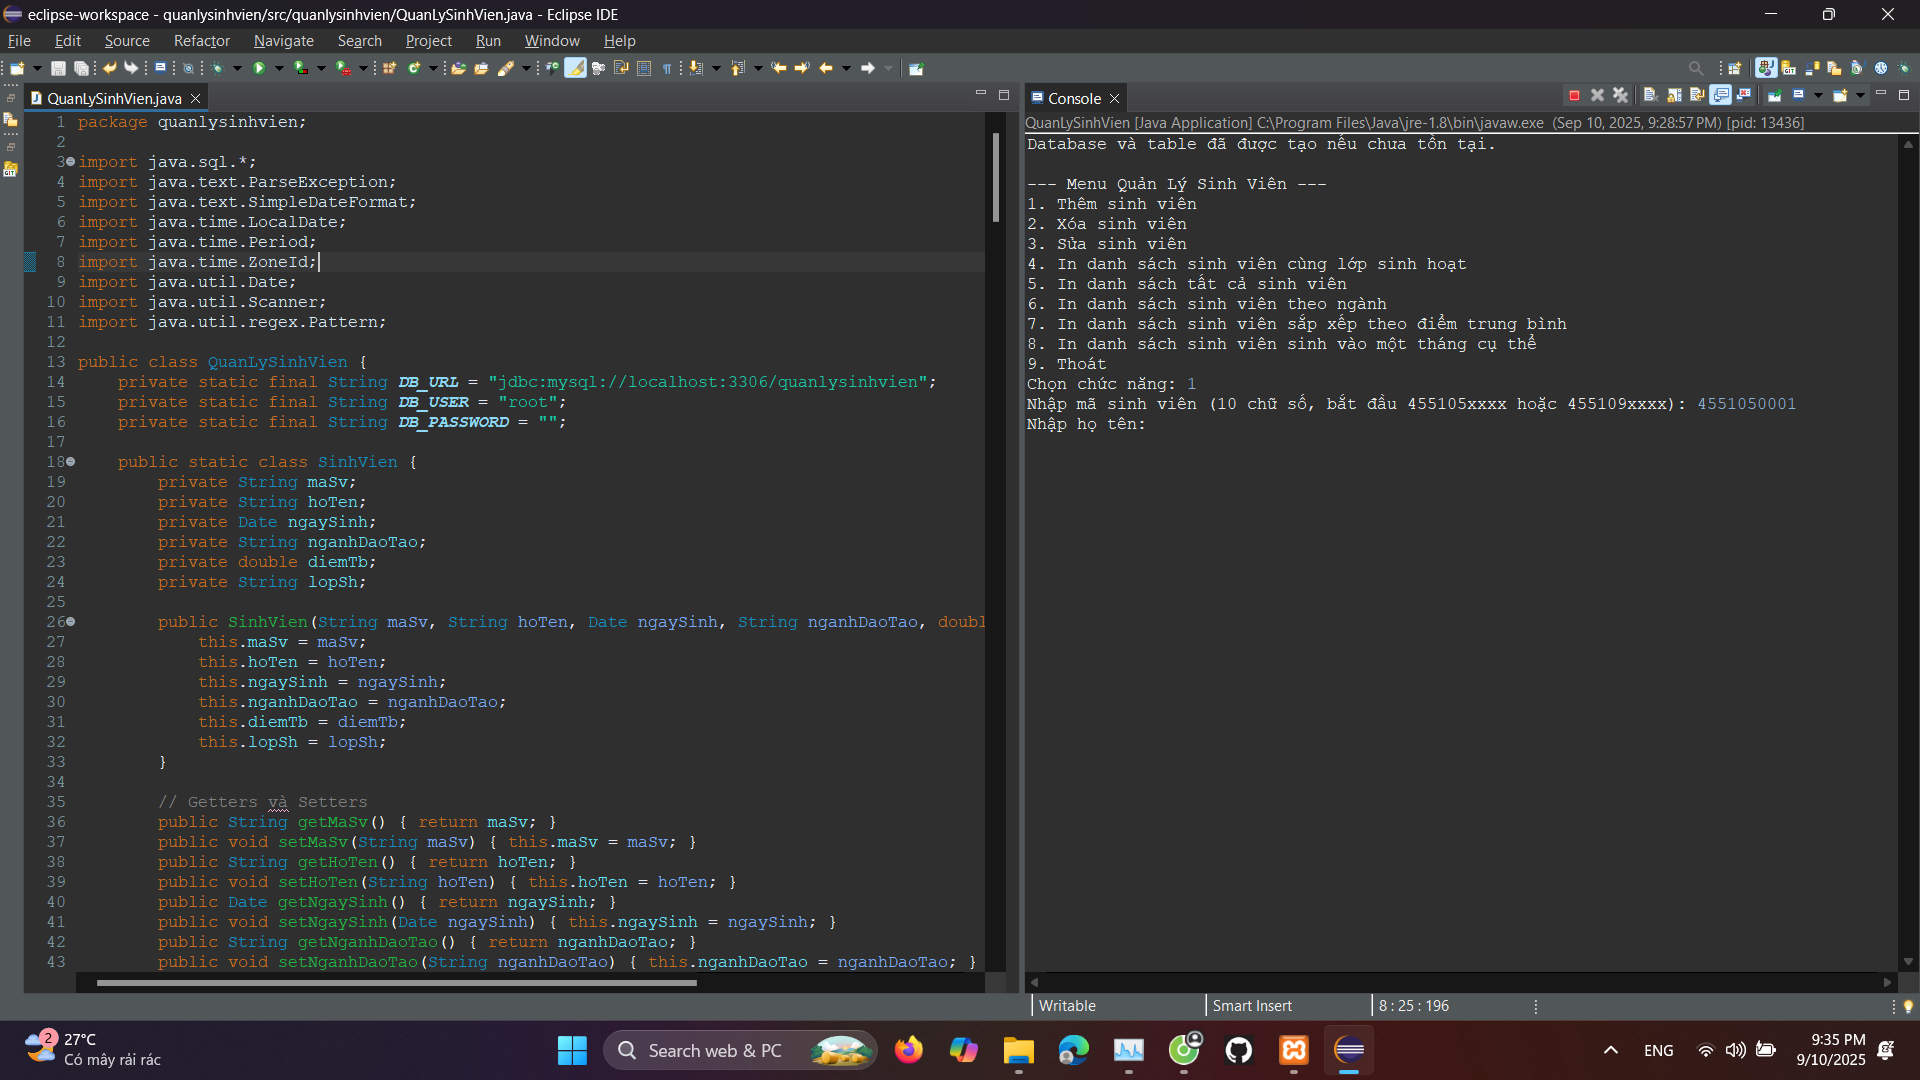 eclipse-workspace - quanlysinhvien/src/quanlysinhvien/QuanLySinhVien.java - Eclipse IDE
File Edit Source Refactor Navigate Search Project Run Window Help
QuanLySinhVien.java
1 package quanlysinhvien;
2
3 import java.sql.*;
4 import java.text.ParseException;
5 import java.text.SimpleDateFormat;
6 import java.time.LocalDate;
7 import java.time.Period;
8 import java.time.ZoneId;
9 import java.util.Date;
10 import java.util.Scanner;
11 import java.util.regex.Pattern;
12
13 public class QuanLySinhVien {
14 private static final String DB_URL = "jdbc:mysql://localhost:3306/quanlysinhvien";
15 private static final String DB_USER = "root";
16 private static final String DB_PASSWORD = "";
17
18 public static class SinhVien {
19 private String maSv;
20 private String hoTen;
21 private Date ngaySinh;
22 private String nganhDaoTao;
23 private double diemTb;
24 private String lopSh;
25
26 public SinhVien(String maSv, String hoTen, Date ngaySinh, String nganhDaoTao, doubl
27 this.maSv = maSv;
28 this.hoTen = hoTen;
29 this.ngaySinh = ngaySinh;
30 this.nganhDaoTao = nganhDaoTao;
31 this.diemTb = diemTb;
32 this.lopSh = lopSh;
33 }
34
35 // Getters và Setters
36 public String getMaSv() { return maSv; }
37 public void setMaSv(String maSv) { this.maSv = maSv; }
38 public String getHoTen() { return hoTen; }
39 public void setHoTen(String hoTen) { this.hoTen = hoTen; }
40 public Date getNgaySinh() { return ngaySinh; }
41 public void setNgaySinh(Date ngaySinh) { this.ngaySinh = ngaySinh; }
42 public String getNganhDaoTao() { return nganhDaoTao; }
43 public void setNganhDaoTao(String nganhDaoTao) { this.nganhDaoTao = nganhDaoTao; }
Console
QuanLySinhVien [Java Application] C:\Program Files\Java\jre-1.8\bin\javaw.exe (Sep 10, 2025, 9:28:57 PM) [pid: 13436]
Database và table đã được tạo nếu chưa tồn tại.
--- Menu Quản Lý Sinh Viên ---
1. Thêm sinh viên
2. Xóa sinh viên
3. Sửa sinh viên
4. In danh sách sinh viên cùng lớp sinh hoạt
5. In danh sách tất cả sinh viên
6. In danh sách sinh viên theo ngành
7. In danh sách sinh viên sắp xếp theo điểm trung bình
8. In danh sách sinh viên sinh vào một tháng cụ thể
9. Thoát
Chọn chức năng: 1
Nhập mã sinh viên (10 chữ số, bắt đầu 455105xxxx hoặc 455109xxxx): 4551050001
Nhập họ tên:
Writable Smart Insert 8 : 25 : 196
2 27°C
Có mây rải rác
Search web & PC
ENG
9:35 PM
9/10/2025